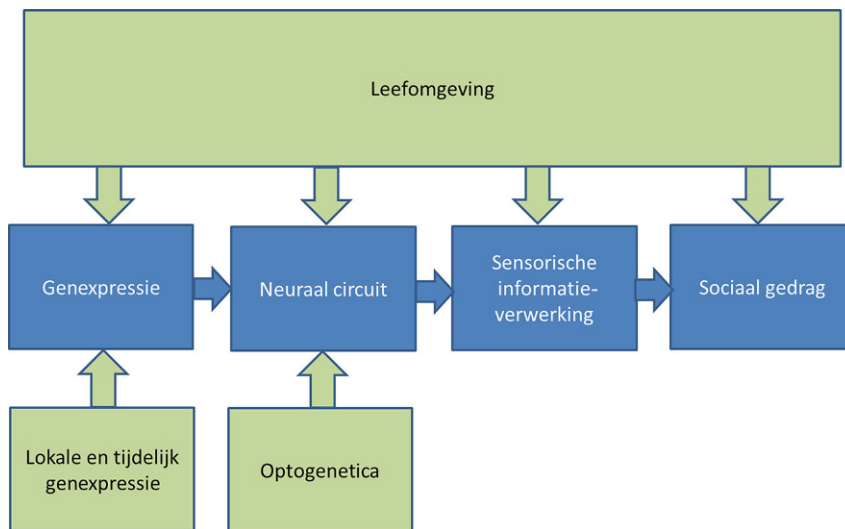 Leefomgeving
Genexpressie
Neuraal circuit
Sensorische
informatie-
verwerking
Sociaal gedrag
Lokale en tijdelijk
genexpressie
Optogenetica